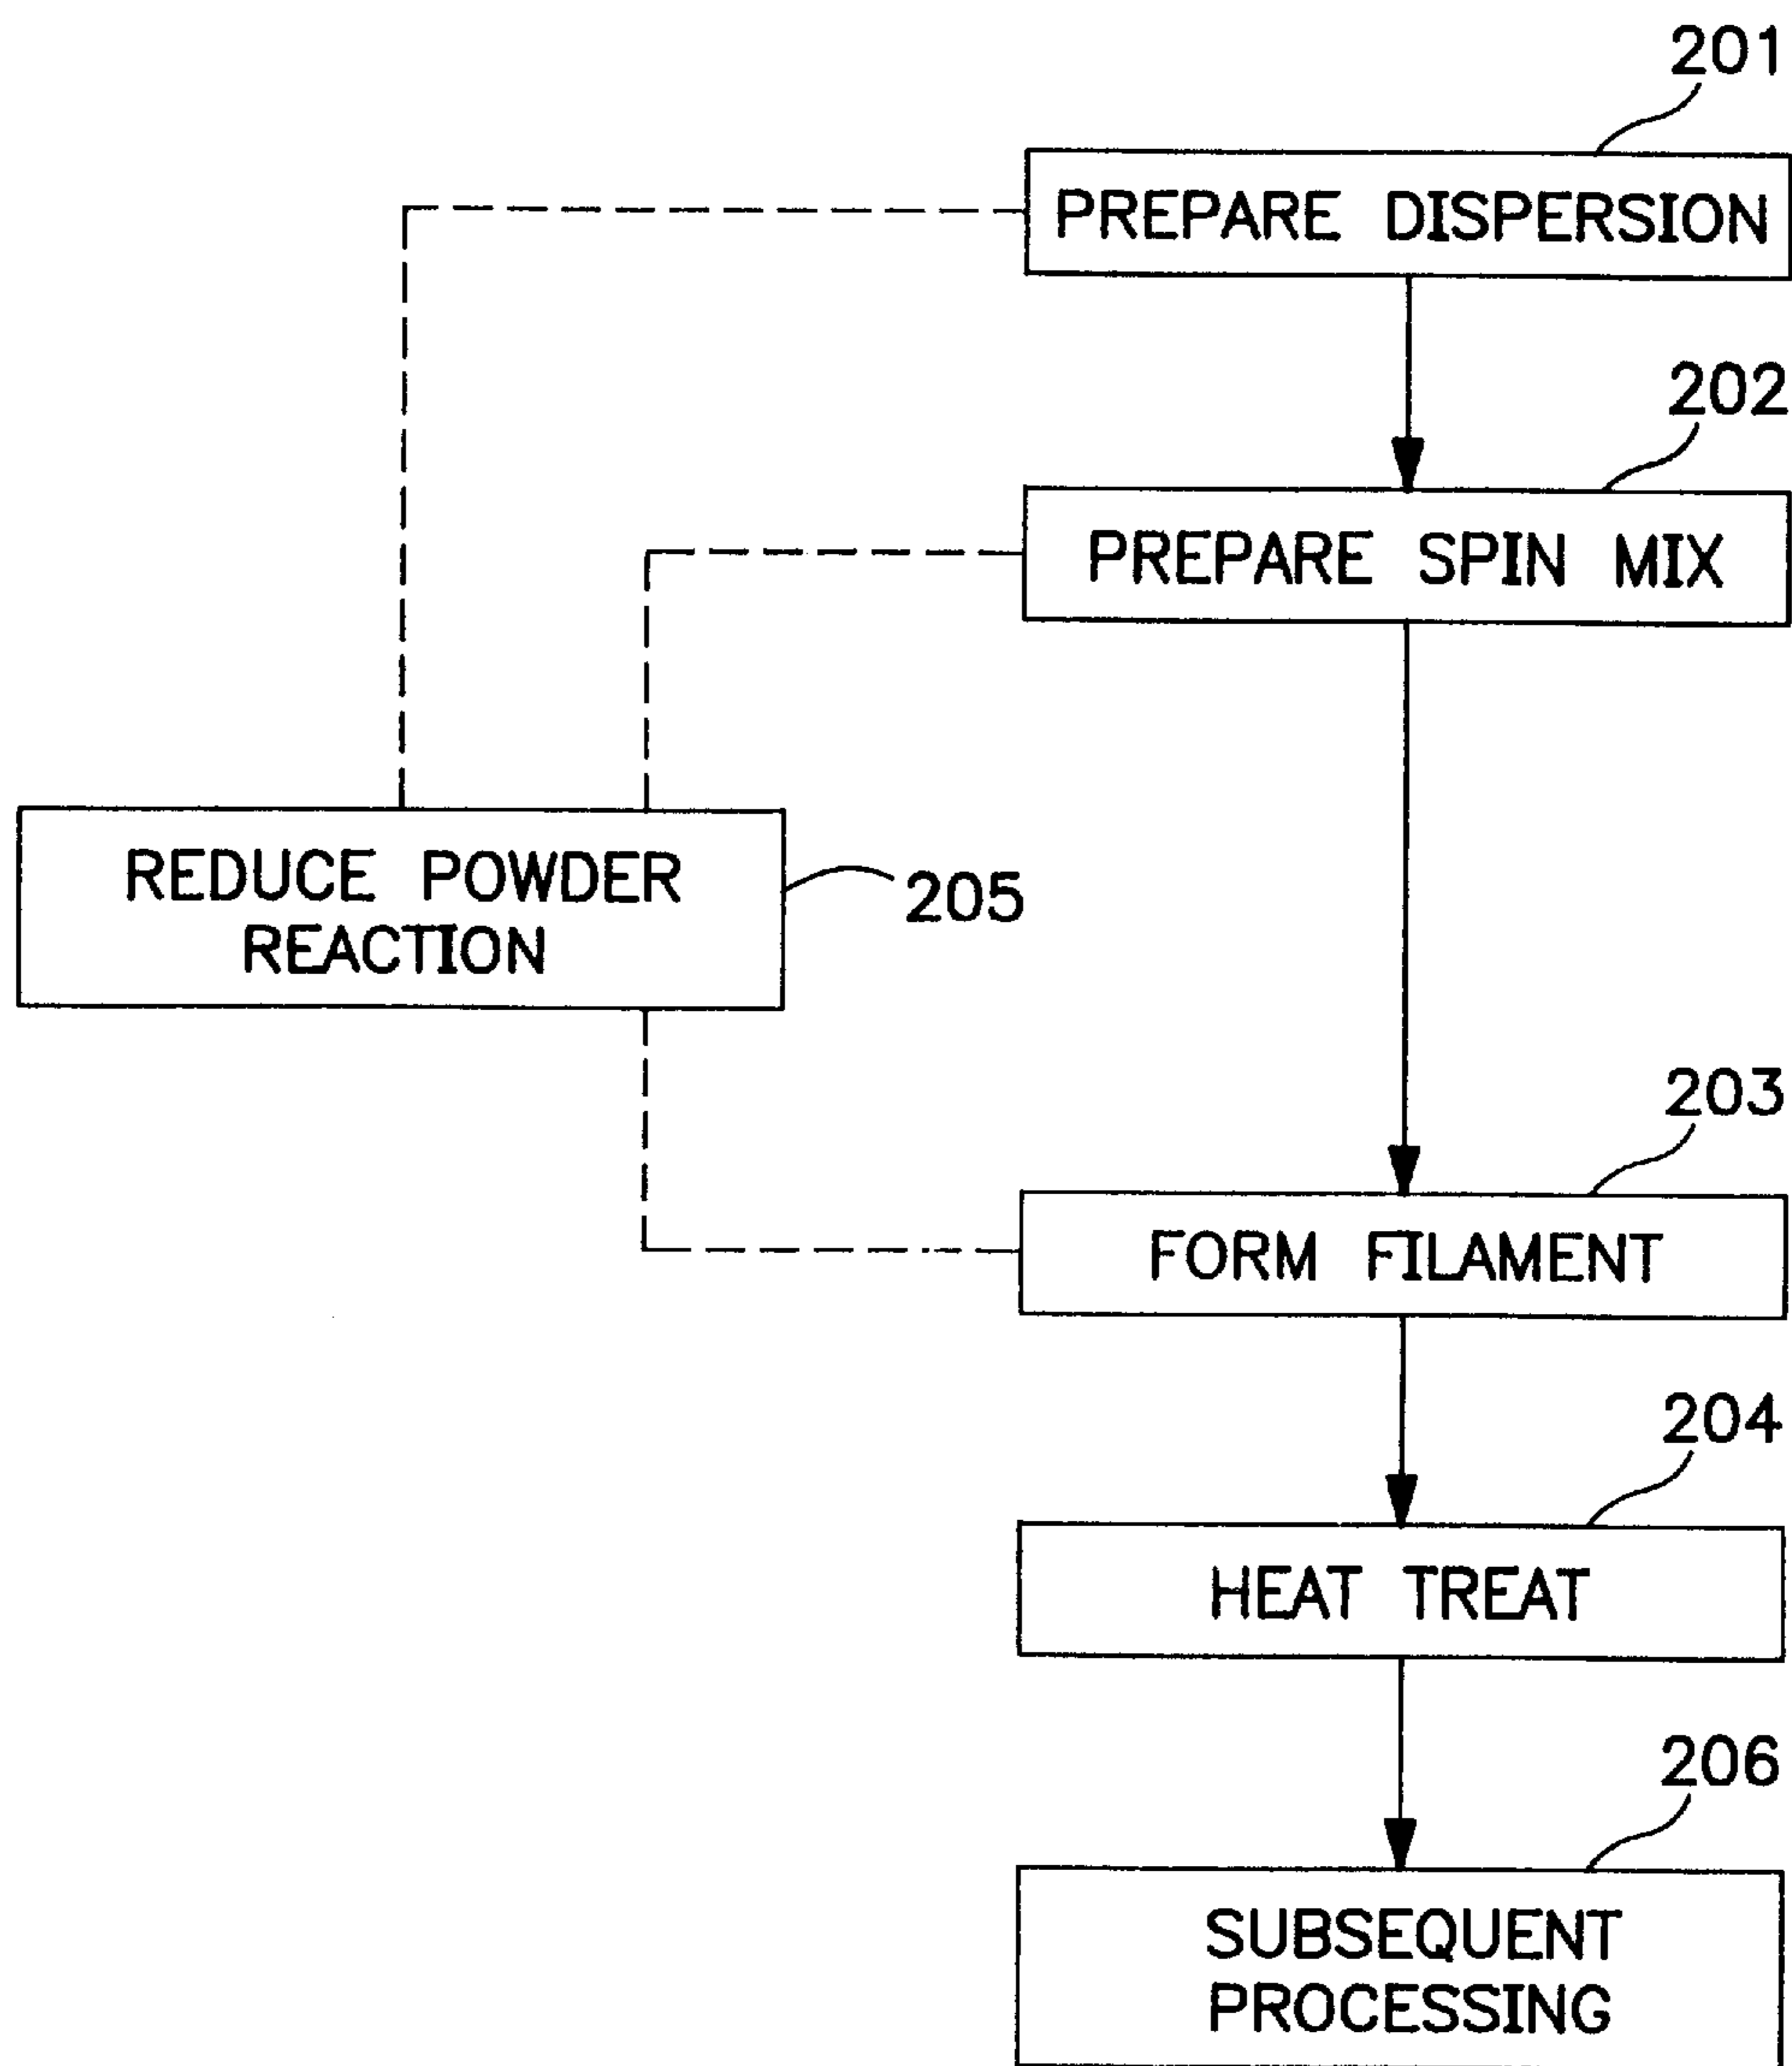 201
PREPARE DISPERSION
202
PREPARE SPIN MIX
REDUCE POWDER
REACTION
205
203
FORM FILAMENT
204
HEAT TREAT
206
SUBSEQUENT
PROCESSING